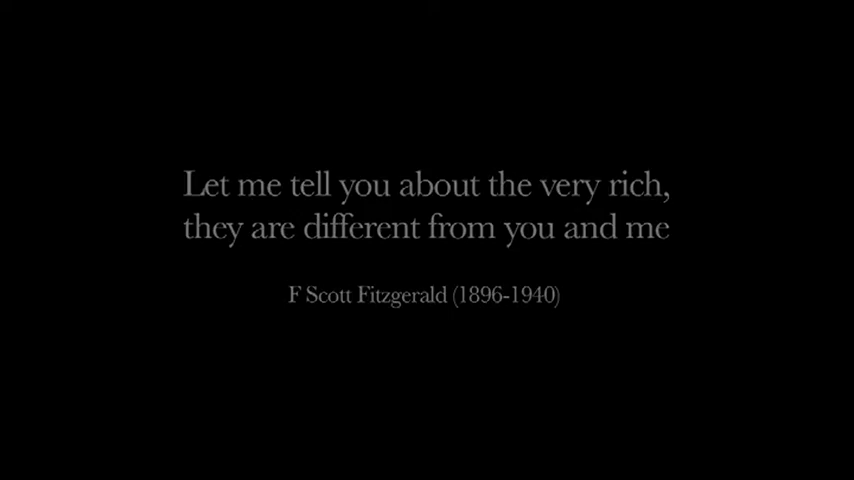 Let me tell you about the very rich,
they are different from you and me
F Scott Fitzgerald (1896-1940)